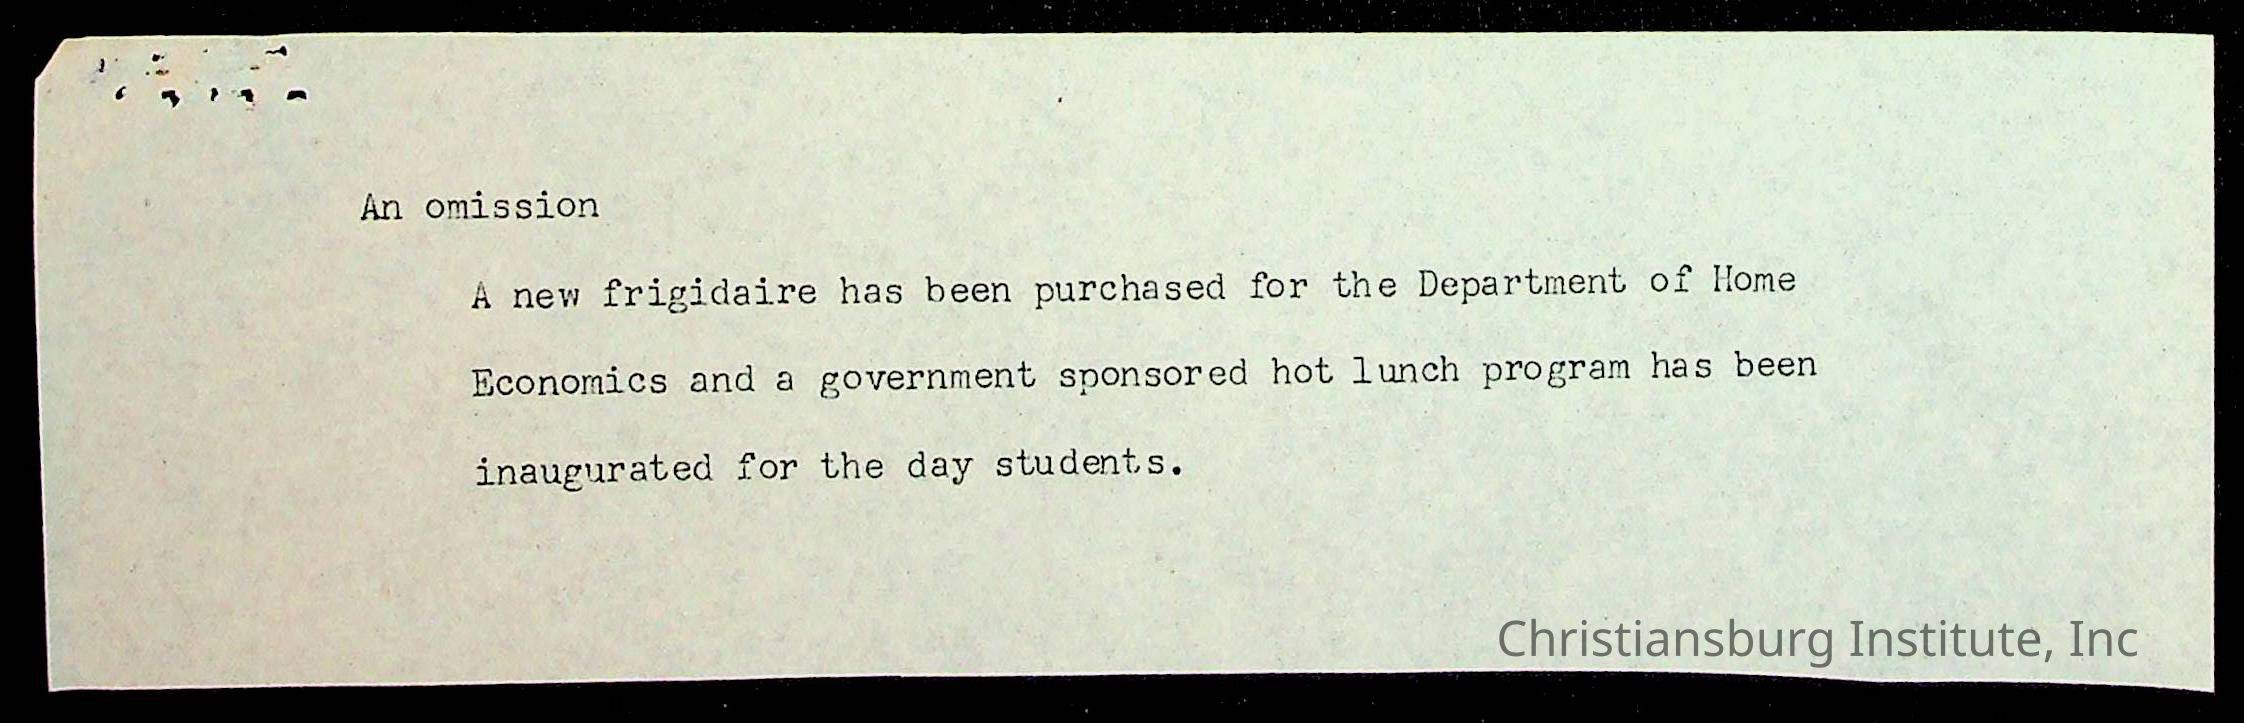 An omission
A new frigidaire has been purchased for the Department of Home
Economics and a government sponsored hot lunch program has been
inaugurated for the day students.
Christiansburg Institute, Inc